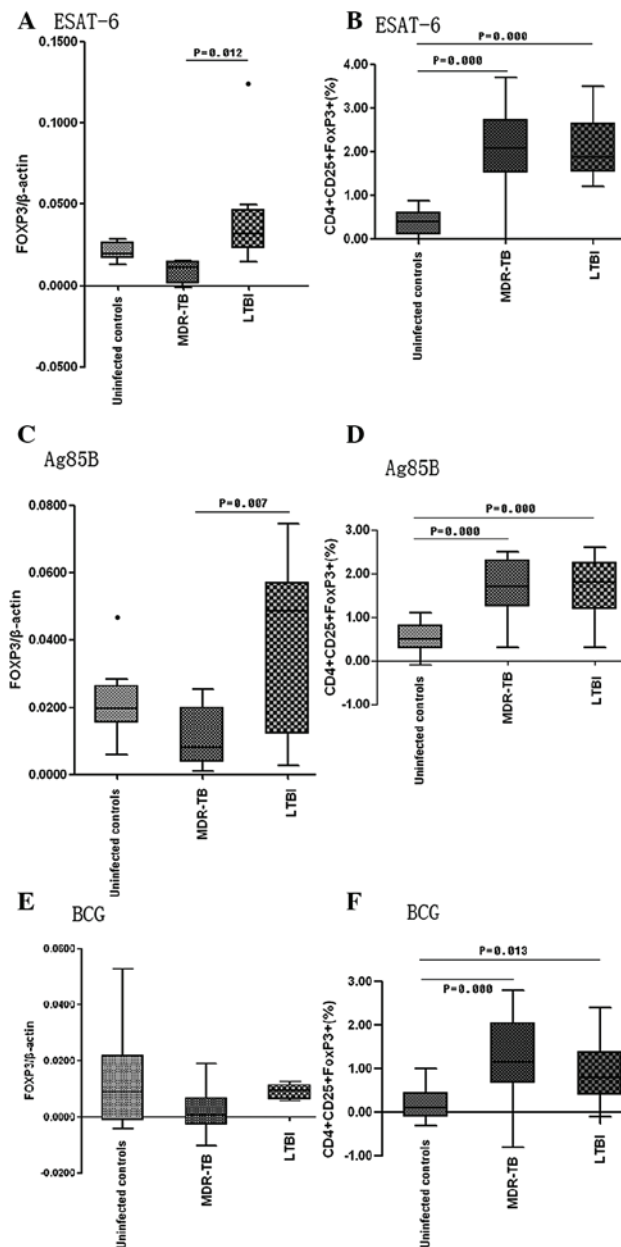 A ESAT-6
P=0.012
0.1500
0.1000
0.0500
0.0000
-0.0500
FOXP3/β-actin
Uninfected controls
MDR-TB
LTBI
B ESAT-6
P=0.000
P=0.000
4.00
3.00
2.00
1.00
0.00
CD4+CD25+FoxP3+(%)
Uninfected controls
MDR-TB
LTBI
C Ag85B
P=0.007
0.0800
0.0600
0.0400
0.0200
0.0000
FOXP3/β-actin
Uninfected controls
MDR-TB
LTBI
D Ag85B
P=0.000
P=0.000
3.00
2.00
1.00
0.00
-1.00
CD4+CD25+FoxP3+(%)
Uninfected controls
MDR-TB
LTBI
E BCG
0.0600
0.0400
0.0200
0.0000
-0.0200
FOXP3/β-actin
Uninfected controls
MDR-TB
LTBI
F BCG
P=0.013
P=0.000
3.00
2.00
1.00
0.00
-1.00
CD4+CD25+FoxP3+(%)
Uninfected controls
MDR-TB
LTBI